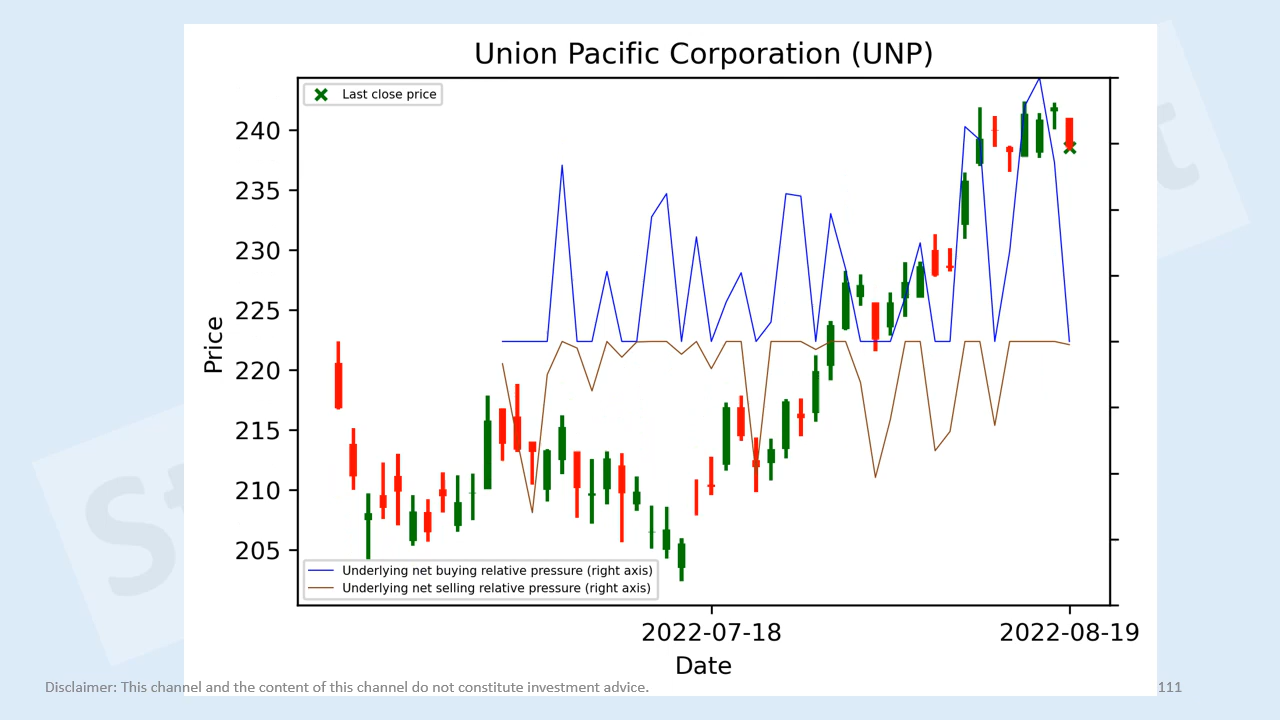 Union Pacific Corporation (UNP)
Last close price
240
235
230
225
220
215
210
205
Price
Underlying net buying relative pressure (right axis)
Underlying net selling relative pressure (right axis)
2022-07-18
2022-08-19
Date
Disclaimer: This channel and the content of this channel do not constitute investment advice.
111